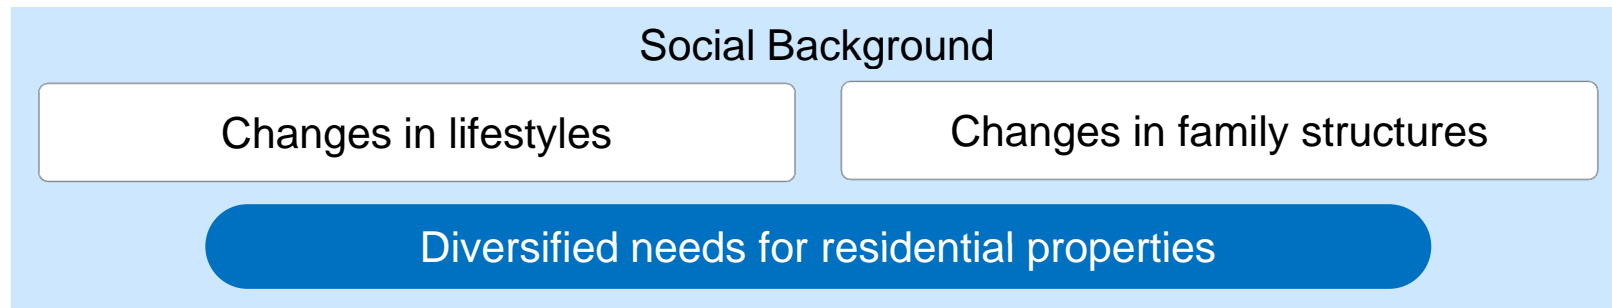 Social Background
Changes in lifestyles
Changes in family structures
Diversified needs for residential properties